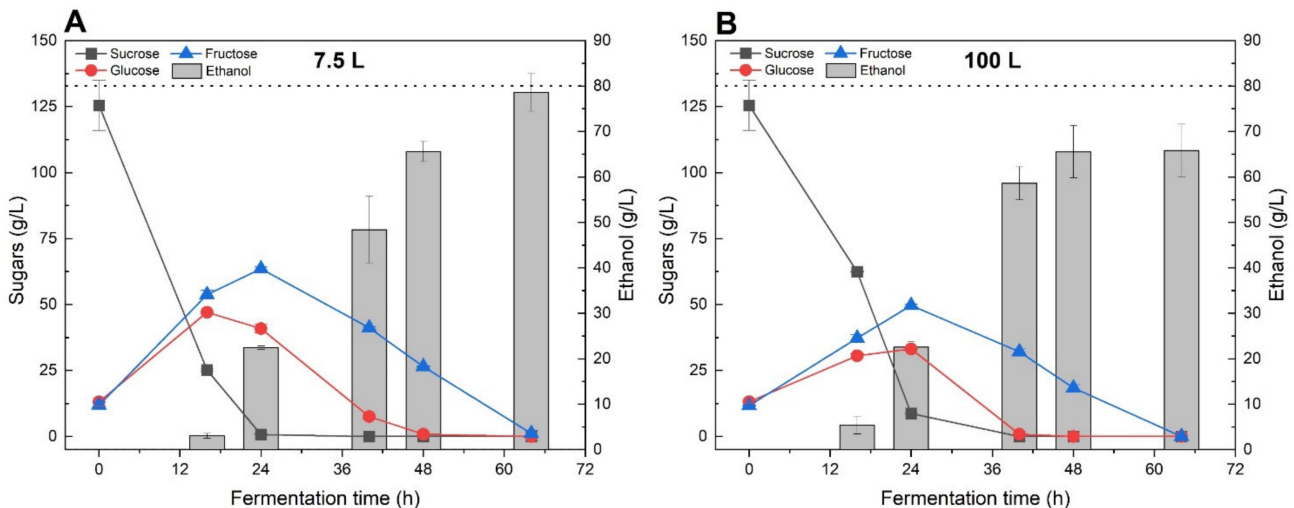 A
7.5 L
Sucrose
Fructose
Glucose
Ethanol
150
125
100
75
50
25
0
Sugars (g/L)
90
80
70
60
50
40
30
20
10
0
Ethanol (g/L)
0 12 24 36 48 60 72
Fermentation time (h)
B
100 L
Sucrose
Fructose
Glucose
Ethanol
150
125
100
75
50
25
0
Sugars (g/L)
90
80
70
60
50
40
30
20
10
0
Ethanol (g/L)
0 12 24 36 48 60 72
Fermentation time (h)